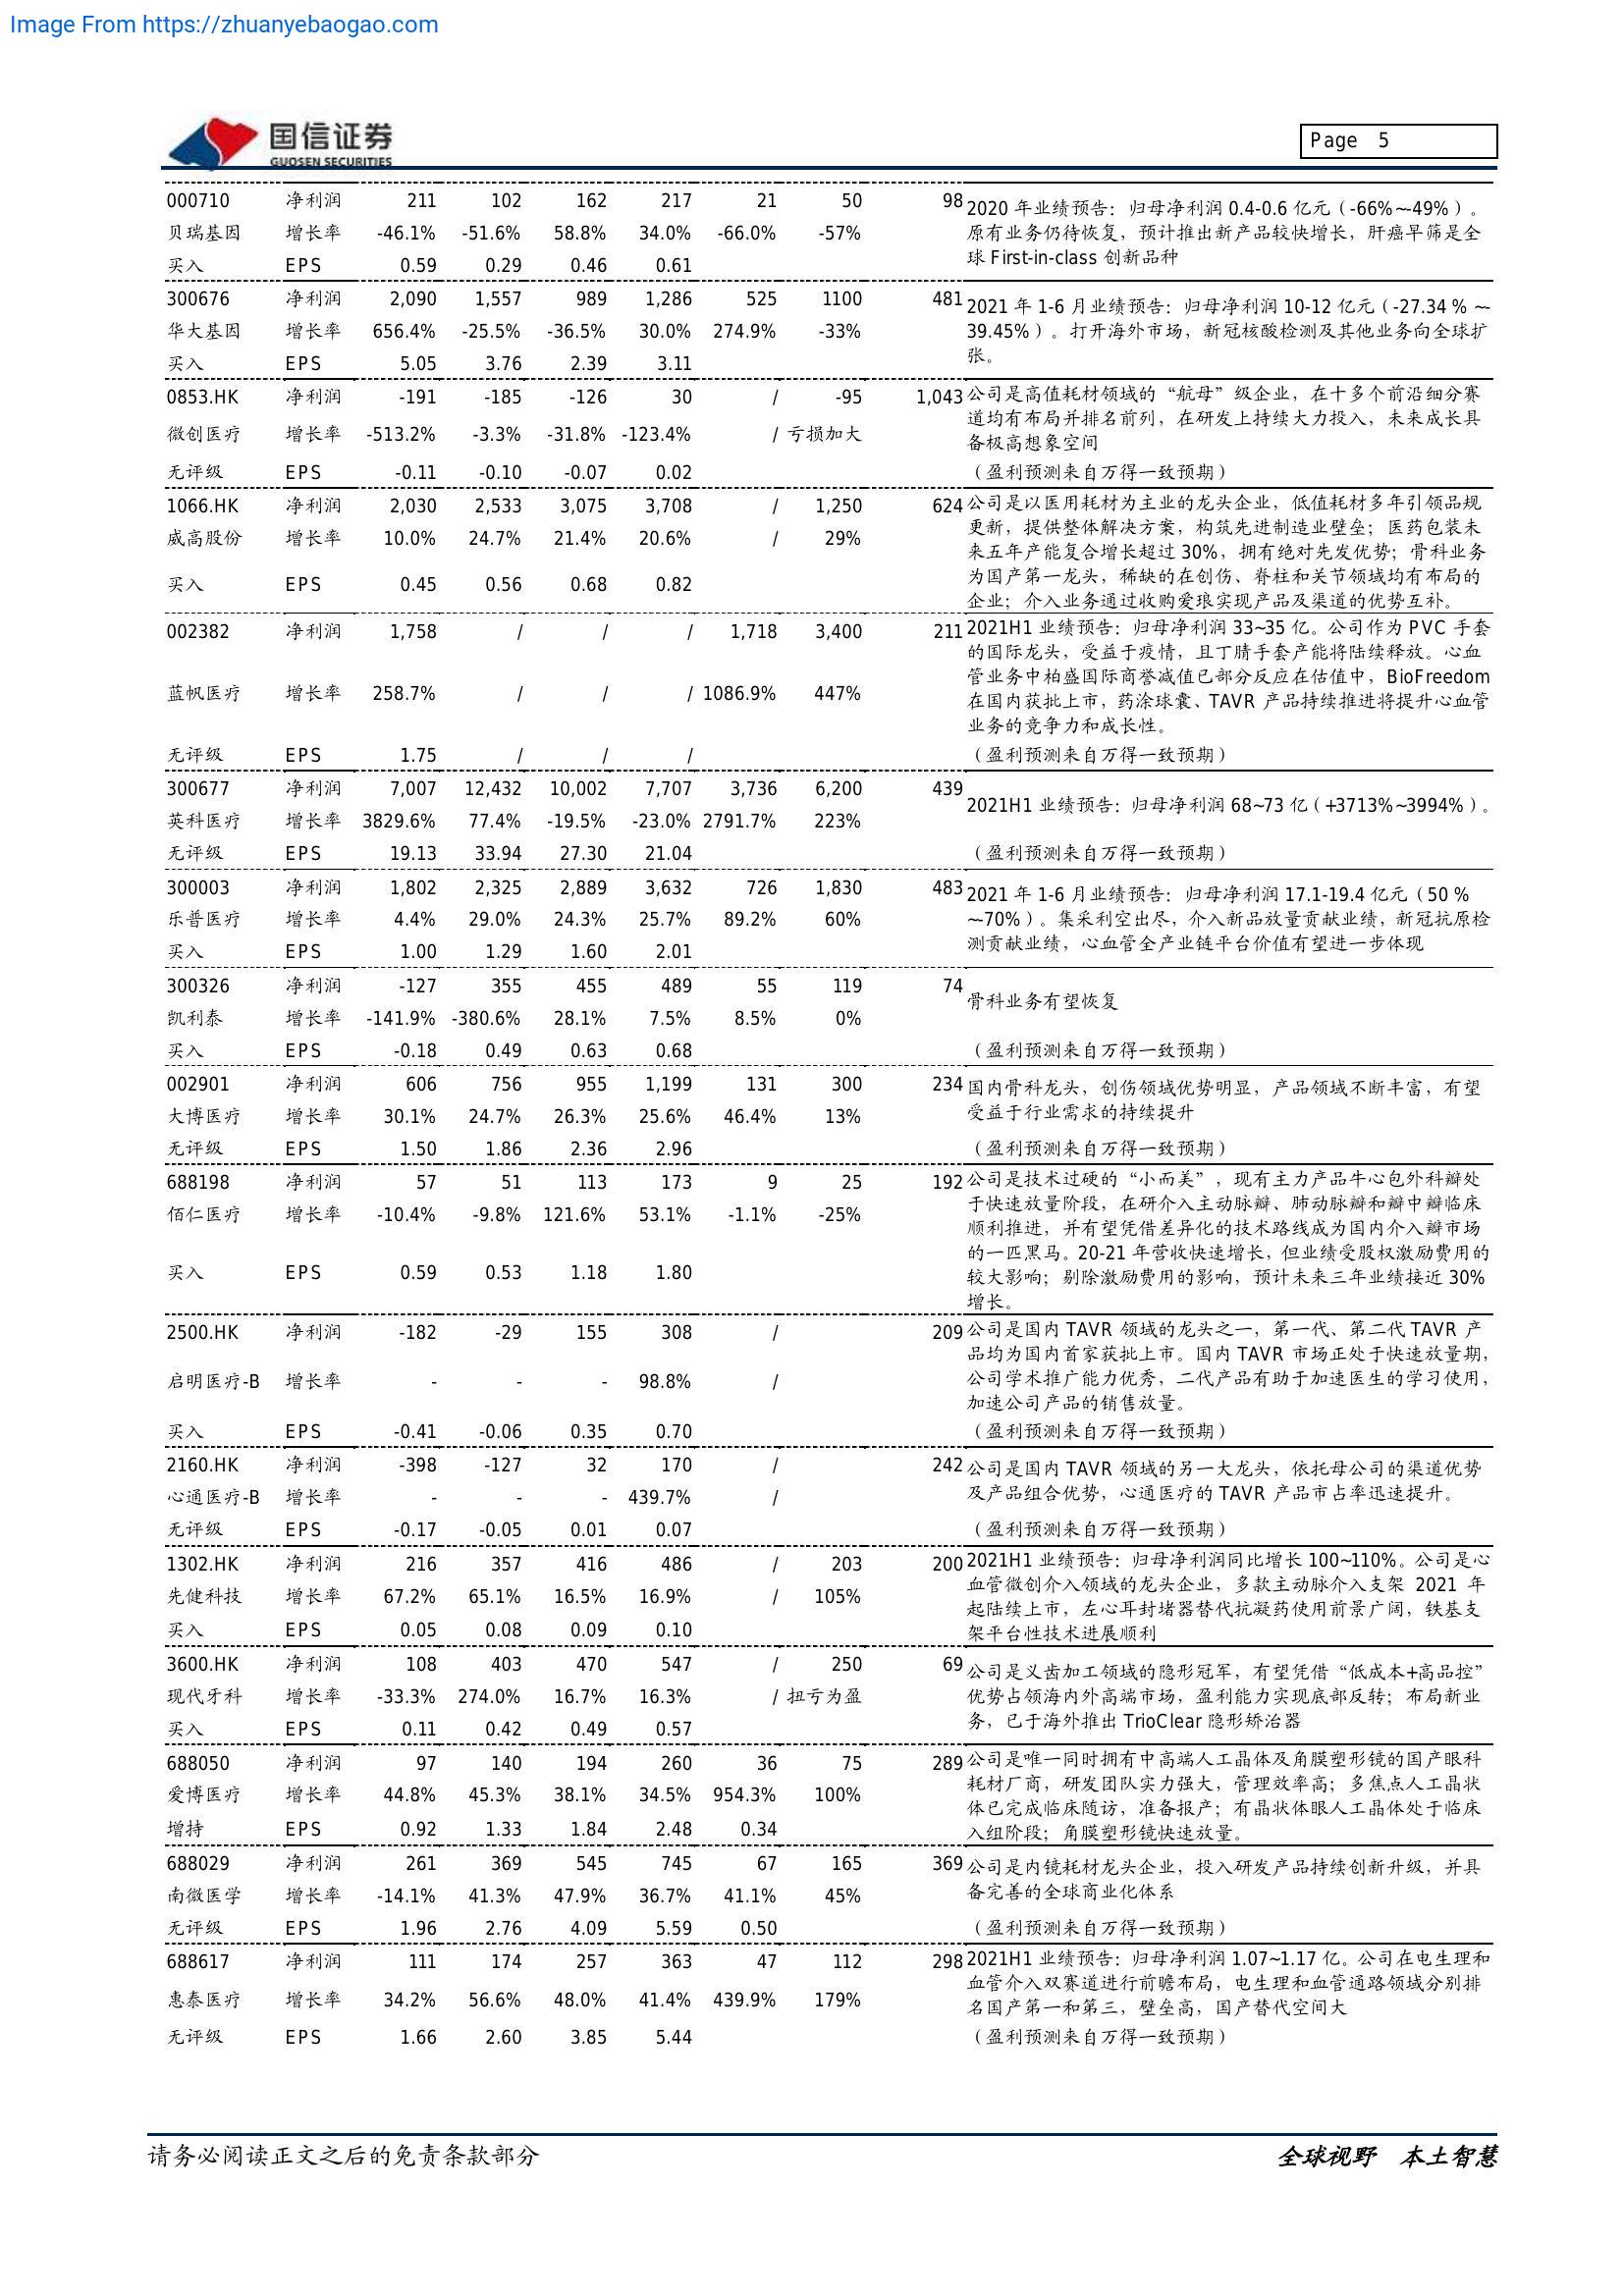 Image From https://zhuanyebaogao.com
国信证券
GUOSEN SECURITIES
Page 5
000710 净利润 211 102 162 217 21 50 98 2020 年业绩预告：归母净利润 0.4-0.6 亿元（-66%~-49%）。
贝瑞基因 增长率 -46.1% -51.6% 58.8% 34.0% -66.0% -57% 原有业务仍待恢复，预计推出新产品较快增长，肝癌早筛是全
买入 EPS 0.59 0.29 0.46 0.61 球 First-in-class 创新品种
300676 净利润 2,090 1,557 989 1,286 525 1100 481 2021 年 1-6 月业绩预告：归母净利润 10-12 亿元（-27.34 % ~-
华大基因 增长率 656.4% -25.5% -36.5% 30.0% 274.9% -33% 39.45%）。打开海外市场，新冠核酸检测及其他业务向全球扩
买入 EPS 5.05 3.76 2.39 3.11 张。
0853.HK 净利润 -191 -185 -126 30 / -95 1,043 公司是高值耗材领域的“航母”级企业，在十多个前沿细分赛
道均有布局并排名前列，在研发上持续大力投入，未来成长具
微创医疗 增长率 -513.2% -3.3% -31.8% -123.4% / 亏损加大 备极高想象空间
无评级 EPS -0.11 -0.10 -0.07 0.02 （盈利预测来自万得一致预期）
1066.HK 净利润 2,030 2,533 3,075 3,708 / 1,250 624 公司是以医用耗材为主业的龙头企业，低值耗材多年引领品规
更新，提供整体解决方案，构筑先进制造业壁垒；医药包装未
威高股份 增长率 10.0% 24.7% 21.4% 20.6% / 29% 来五年产能复合增长超过 30%，拥有绝对先发优势；骨科业务
买入 EPS 0.45 0.56 0.68 0.82 为国产第一龙头，稀缺的在创伤、脊柱和关节领域均有布局的
企业；介入业务通过收购爱琅实现产品及渠道的优势互补。
002382 净利润 1,758 / / / 1,718 3,400 211 2021H1 业绩预告：归母净利润 33~35 亿。公司作为 PVC 手套
的国际龙头，受益于疫情，且丁腈手套产能将陆续释放。心血
蓝帆医疗 增长率 258.7% / / / 1086.9% 447% 管业务中柏盛国际商誉减值已部分反应在估值中，BioFreedom
在国内获批上市，药涂球囊、TAVR 产品持续推进将提升心血管
业务的竞争力和成长性。
无评级 EPS 1.75 / / / （盈利预测来自万得一致预期）
300677 净利润 7,007 12,432 10,002 7,707 3,736 6,200 439 2021H1 业绩预告：归母净利润 68~73 亿（+3713%~3994%）。
英科医疗 增长率 3829.6% 77.4% -19.5% -23.0% 2791.7% 223%
无评级 EPS 19.13 33.94 27.30 21.04 （盈利预测来自万得一致预期）
300003 净利润 1,802 2,325 2,889 3,632 726 1,830 483 2021 年 1-6 月业绩预告：归母净利润 17.1-19.4 亿元（50 %
乐普医疗 增长率 4.4% 29.0% 24.3% 25.7% 89.2% 60% ~-70%）。集采利空出尽，介入新品放量贡献业绩，新冠抗原检
买入 EPS 1.00 1.29 1.60 2.01 测贡献业绩，心血管全产业链平台价值有望进一步体现
300326 净利润 -127 355 455 489 55 119 74 骨科业务有望恢复
凯利泰 增长率 -141.9% -380.6% 28.1% 7.5% 8.5% 0%
买入 EPS -0.18 0.49 0.63 0.68 （盈利预测来自万得一致预期）
002901 净利润 606 756 955 1,199 131 300 234 国内骨科龙头，创伤领域优势明显，产品领域不断丰富，有望
大博医疗 增长率 30.1% 24.7% 26.3% 25.6% 46.4% 13% 受益于行业需求的持续提升
无评级 EPS 1.50 1.86 2.36 2.96 （盈利预测来自万得一致预期）
688198 净利润 57 51 113 173 9 25 192 公司是技术过硬的“小而美”，现有主力产品牛心包外科瓣处
佰仁医疗 增长率 -10.4% -9.8% 121.6% 53.1% -1.1% -25% 于快速放量阶段，在研介入主动脉瓣、肺动脉瓣和瓣中瓣临床
顺利推进，并有望凭借差异化的技术路线成为国内介入瓣市场
的一匹黑马。20-21 年营收快速增长，但业绩受股权激励费用的
买入 EPS 0.59 0.53 1.18 1.80 较大影响；剔除激励费用的影响，预计未来三年业绩接近 30%
增长。
2500.HK 净利润 -182 -29 155 308 / 209 公司是国内 TAVR 领域的龙头之一，第一代、第二代 TAVR 产
品均为国内首家获批上市。国内 TAVR 市场正处于快速放量期，
启明医疗-B 增长率 - - - 98.8% / 公司学术推广能力优秀，二代产品有助于加速医生的学习使用，
加速公司产品的销售放量。
买入 EPS -0.41 -0.06 0.35 0.70 （盈利预测来自万得一致预期）
2160.HK 净利润 -398 -127 32 170 / 242 公司是国内 TAVR 领域的另一大龙头，依托母公司的渠道优势
心通医疗-B 增长率 - - - 439.7% / 及产品组合优势，心通医疗的 TAVR 产品市占率迅速提升。
无评级 EPS -0.17 -0.05 0.01 0.07 （盈利预测来自万得一致预期）
1302.HK 净利润 216 357 416 486 / 203 200 2021H1 业绩预告：归母净利润同比增长 100~110%。公司是心
先健科技 增长率 67.2% 65.1% 16.5% 16.9% / 105% 血管微创介入领域的龙头企业，多款主动脉介入支架 2021 年
买入 EPS 0.05 0.08 0.09 0.10 起陆续上市，左心耳封堵器替代抗凝药使用前景广阔，铁基支
架平台性技术进展顺利
3600.HK 净利润 108 403 470 547 / 250 69 公司是义齿加工领域的隐形冠军，有望凭借“低成本+高品控”
现代牙科 增长率 -33.3% 274.0% 16.7% 16.3% / 扭亏为盈 优势占领海内外高端市场，盈利能力实现底部反转；布局新业
买入 EPS 0.11 0.42 0.49 0.57 务，已于海外推出 TrioClear 隐形矫治器
688050 净利润 97 140 194 260 36 75 289 公司是唯一同时拥有中高端人工晶体及角膜塑形镜的国产眼科
爱博医疗 增长率 44.8% 45.3% 38.1% 34.5% 954.3% 100% 耗材厂商，研发团队实力强大，管理效率高；多焦点人工晶状
体已完成临床随访，准备报产；有晶状体眼人工晶体处于临床
增持 EPS 0.92 1.33 1.84 2.48 0.34 入组阶段；角膜塑形镜快速放量。
688029 净利润 261 369 545 745 67 165 369 公司是内镜耗材龙头企业，投入研发产品持续创新升级，并具
南微医学 增长率 -14.1% 41.3% 47.9% 36.7% 41.1% 45% 备完善的全球商业化体系
无评级 EPS 1.96 2.76 4.09 5.59 0.50 （盈利预测来自万得一致预期）
688617 净利润 111 174 257 363 47 112 298 2021H1 业绩预告：归母净利润 1.07~1.17 亿。公司在电生理和
血管介入双赛道进行前瞻布局，电生理和血管通路领域分别排
惠泰医疗 增长率 34.2% 56.6% 48.0% 41.4% 439.9% 179% 名国产第一和第三，壁垒高，国产替代空间大
无评级 EPS 1.66 2.60 3.85 5.44 （盈利预测来自万得一致预期）
请务必阅读正文之后的免责条款部分 全球视野 本土智慧